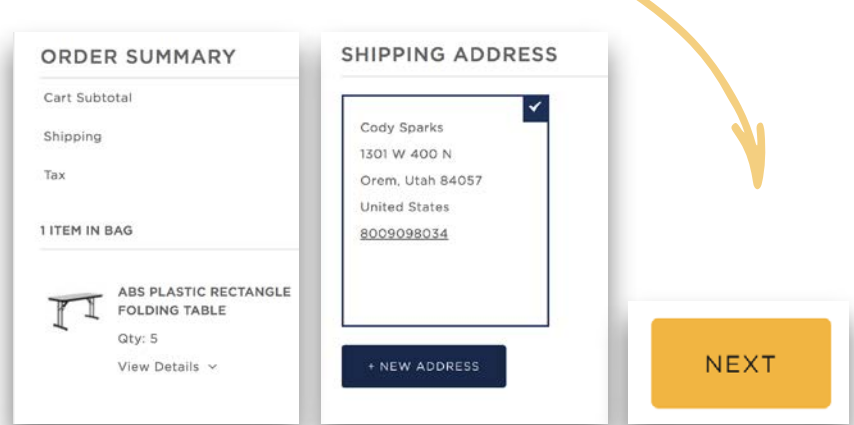 ORDER SUMMARY
Cart Subtotal
Shipping
Tax
1 ITEM IN BAG
ABS PLASTIC RECTANGLE
FOLDING TABLE
Qty: 5
View Details
SHIPPING ADDRESS
Cody Sparks
1301 W 400 N
Orem, Utah 84057
United States
8009098034
+ NEW ADDRESS
NEXT